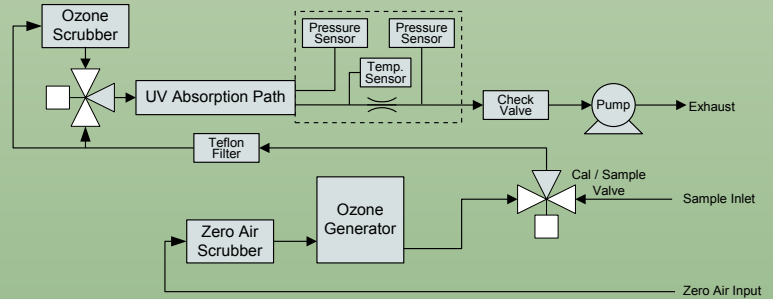 Ozone
Scrubber
Pressure
Sensor
Pressure
Sensor
Temp.
Sensor
UV Absorption Path
Check
Valve
Pump
Exhaust
Teflon
Filter
Cal / Sample
Valve
Sample Inlet
Ozone
Generator
Zero Air
Scrubber
Zero Air Input